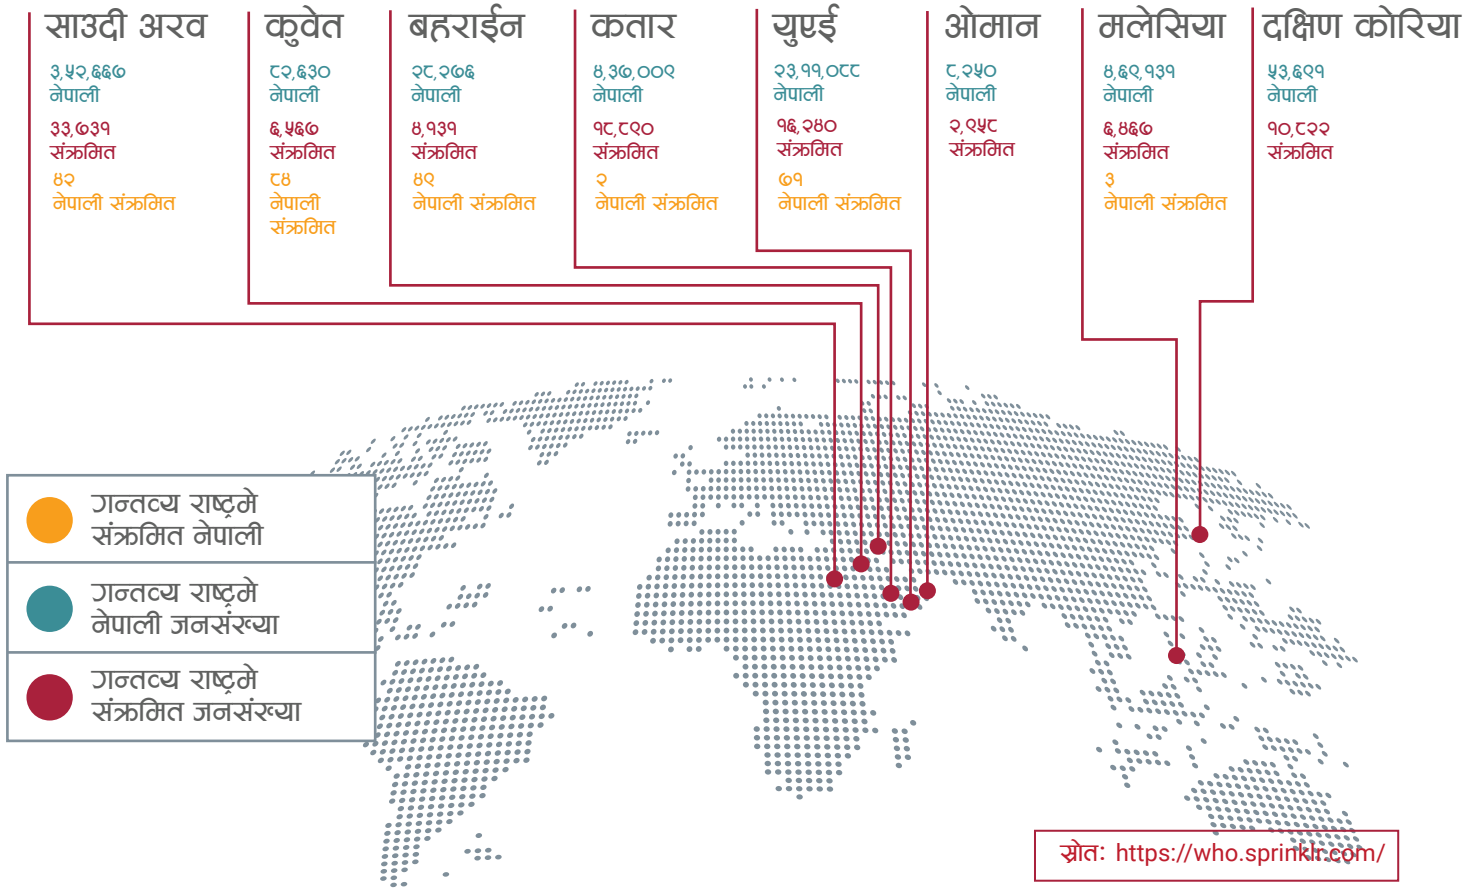 साउदी अरव
३,५२,६६७
नेपाली
३३,७३१
संक्रमित
४२
नेपाली संक्रमित
कुवेत
८२,६३०
नेपाली
६,५६७
संक्रमित
८४
नेपाली
संक्रमित
बहराईन
२८,२७६
नेपाली
४,१३१
संक्रमित
४९
नेपाली संक्रमित
कतार
४,३७,००९
नेपाली
१८,८९०
संक्रमित
२
नेपाली संक्रमित
युएई
२३,११,०८८
नेपाली
१६,२४०
संक्रमित
७१
नेपाली संक्रमित
ओमान
८,२५०
नेपाली
२,९५८
संक्रमित
मलेसिया
४,६९,१३१
नेपाली
६,४६७
संक्रमित
३
नेपाली संक्रमित
दक्षिण कोरिया
५३,६९१
नेपाली
१०,८२२
संक्रमित
गन्तव्य राष्ट्रमे
संक्रमित नेपाली
गन्तव्य राष्ट्रमे
नेपाली जनसंख्या
गन्तव्य राष्ट्रमे
संक्रमित जनसंख्या
स्रोतः https://who.sprinklr.com/